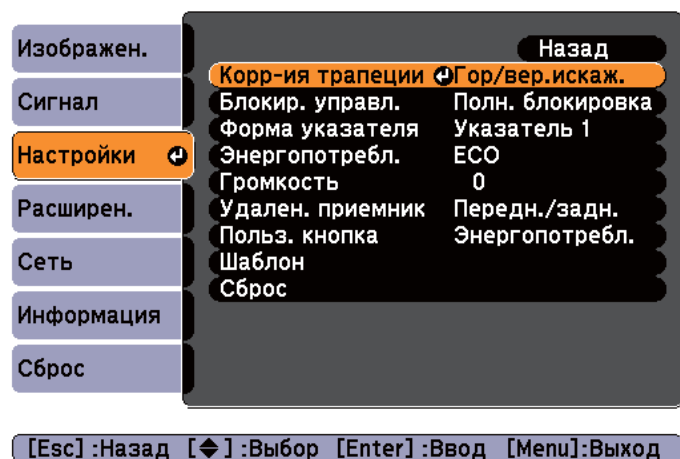 Изображен.
Сигнал
Настройки
Расширен.
Сеть
Информация
Сброс
Назад
Корр-ия трапеции Гор/вер.искаж.
Блокир. управл. Полн. блокировка
Форма указателя Указатель 1
Энергопотребл. ECO
Громкость 0
Удален. приемник Передн./задн.
Польз. кнопка Энергопотребл.
Шаблон
Сброс
[Esc] :Назад [◆] :Выбор [Enter] :Ввод [Menu]:Выход